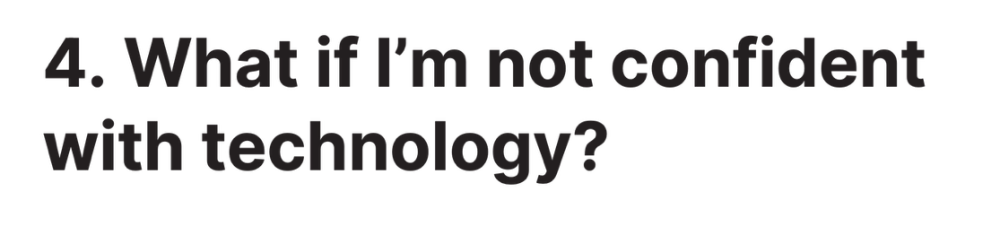 4. What if I’m not confident
with technology?